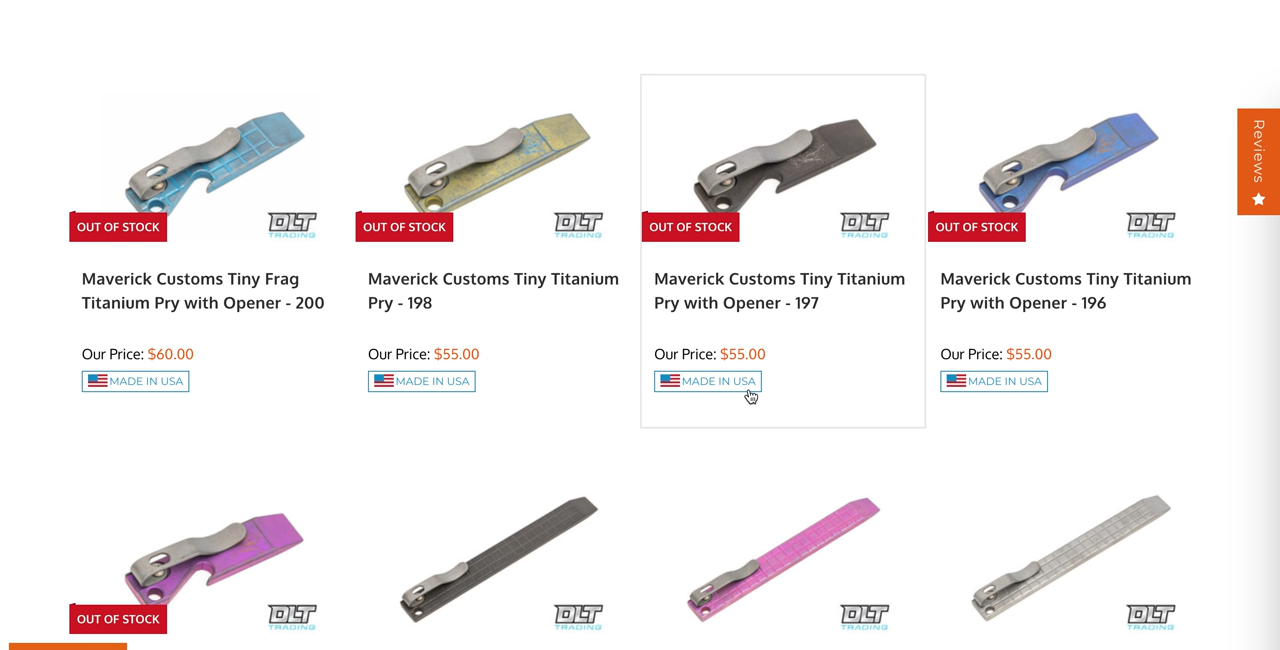 Reviews
OUT OF STOCK
DLT
TRADING
OUT OF STOCK
DLT
TRADING
OUT OF STOCK
DLT
TRADING
OUT OF STOCK
DLT
TRADING
Maverick Customs Tiny Frag
Titanium Pry with Opener - 200
Maverick Customs Tiny Titanium
Pry - 198
Maverick Customs Tiny Titanium
Pry with Opener - 197
Maverick Customs Tiny Titanium
Pry with Opener - 196
Our Price: $60.00
Our Price: $55.00
Our Price: $55.00
Our Price: $55.00
MADE IN USA
MADE IN USA
MADE IN USA
MADE IN USA
OUT OF STOCK
DLT
TRADING
DLT
TRADING
DLT
TRADING
DLT
TRADING